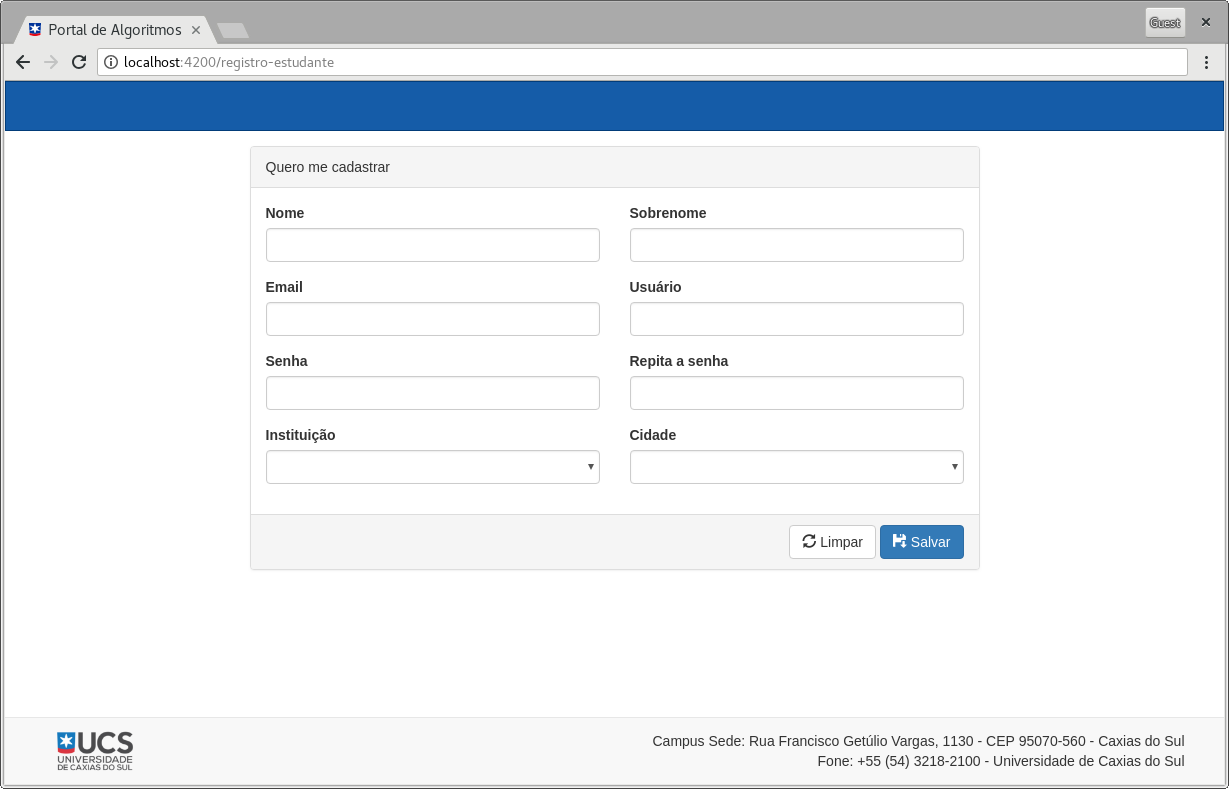 Portal de Algoritmos
Guest
localhost:4200/registro-estudante
Quero me cadastrar
Nome
Sobrenome
Email
Usuário
Senha
Repita a senha
Instituição
Cidade
Limpar
Salvar
UCS
UNIVERSIDADE
DE CAXIAS DO SUL
Campus Sede: Rua Francisco Getúlio Vargas, 1130 - CEP 95070-560 - Caxias do Sul
Fone: +55 (54) 3218-2100 - Universidade de Caxias do Sul